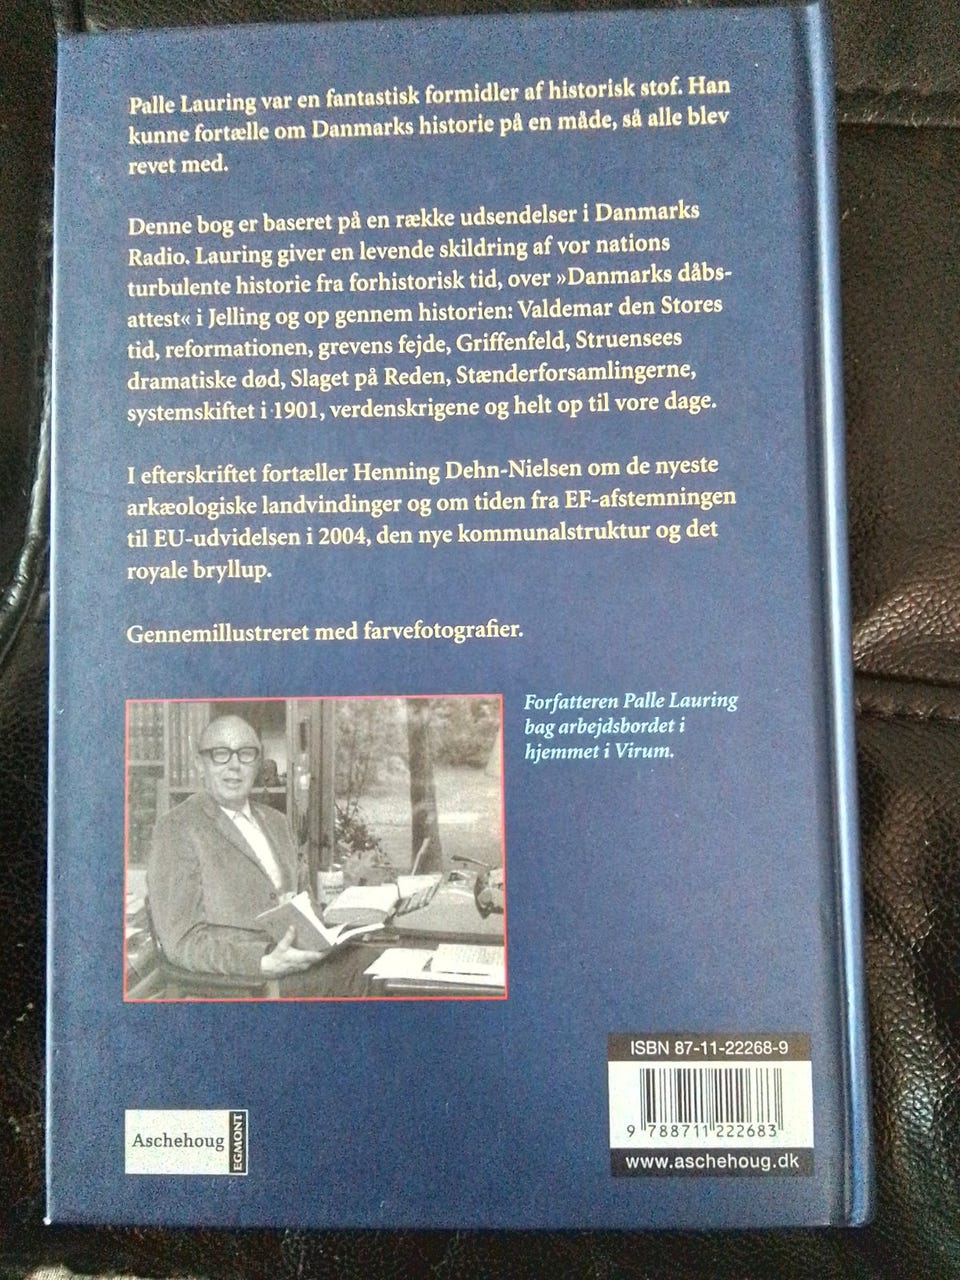 Palle Lauring var en fantastisk formidler af historisk stof. Han
kunne fortælle om Danmarks historie på en måde, så alle blev
revet med.
Denne bog er baseret på en række udsendelser i Danmarks
Radio. Lauring giver en levende skildring af vor nations
turbulente historie fra forhistorisk tid, over »Danmarks dåbs-
attest« i Jelling og op gennem historien: Valdemar den Stores
tid, reformationen, grevens fejde, Griffenfeld, Struensees
dramatiske død, Slaget på Reden, Stænderforsamlingerne,
systemskiftet i 1901, verdenskrigene og helt op til vore dage.
I efterskriftet fortæller Henning Dehn-Nielsen om de nyeste
arkæologiske landvindinger og om tiden fra EF-afstemningen
til EU-udvidelsen i 2004, den nye kommunalstruktur og det
royale bryllup.
Gennemillustreret med farvefotografier.
Forfatteren Palle Lauring
bag arbejdsbordet i
hjemmet i Virum.
ISBN 87-11-22268-9
9 788711 222683
www.aschehoug.dk
Aschehoug
EGMONT